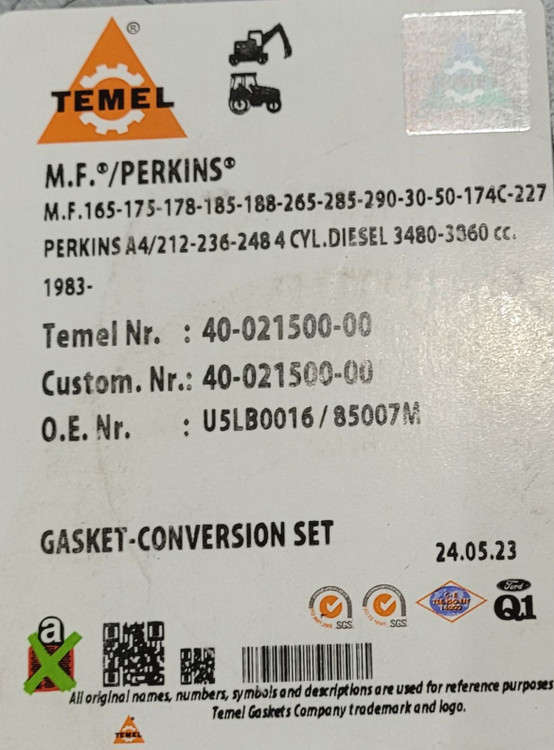 ®
TEMEL
M.F.®/PERKINS®
M.F.165-175-178-185-188-265-285-290-30-50-174C-227
PERKINS A4/212-236-248 4 CYL.DIESEL 3480-3860 cc.
1983-
Temel Nr. : 40-021500-00
Custom. Nr.: 40-021500-00
O.E. Nr. : U5LB0016 / 85007M
GASKET-CONVERSION SET
24.05.23
SGS SGS
Ford
Q1
a
All original names, numbers, symbols and descriptions are used for reference purposes
Temel Gaskets Company trademark and logo.
TEMEL